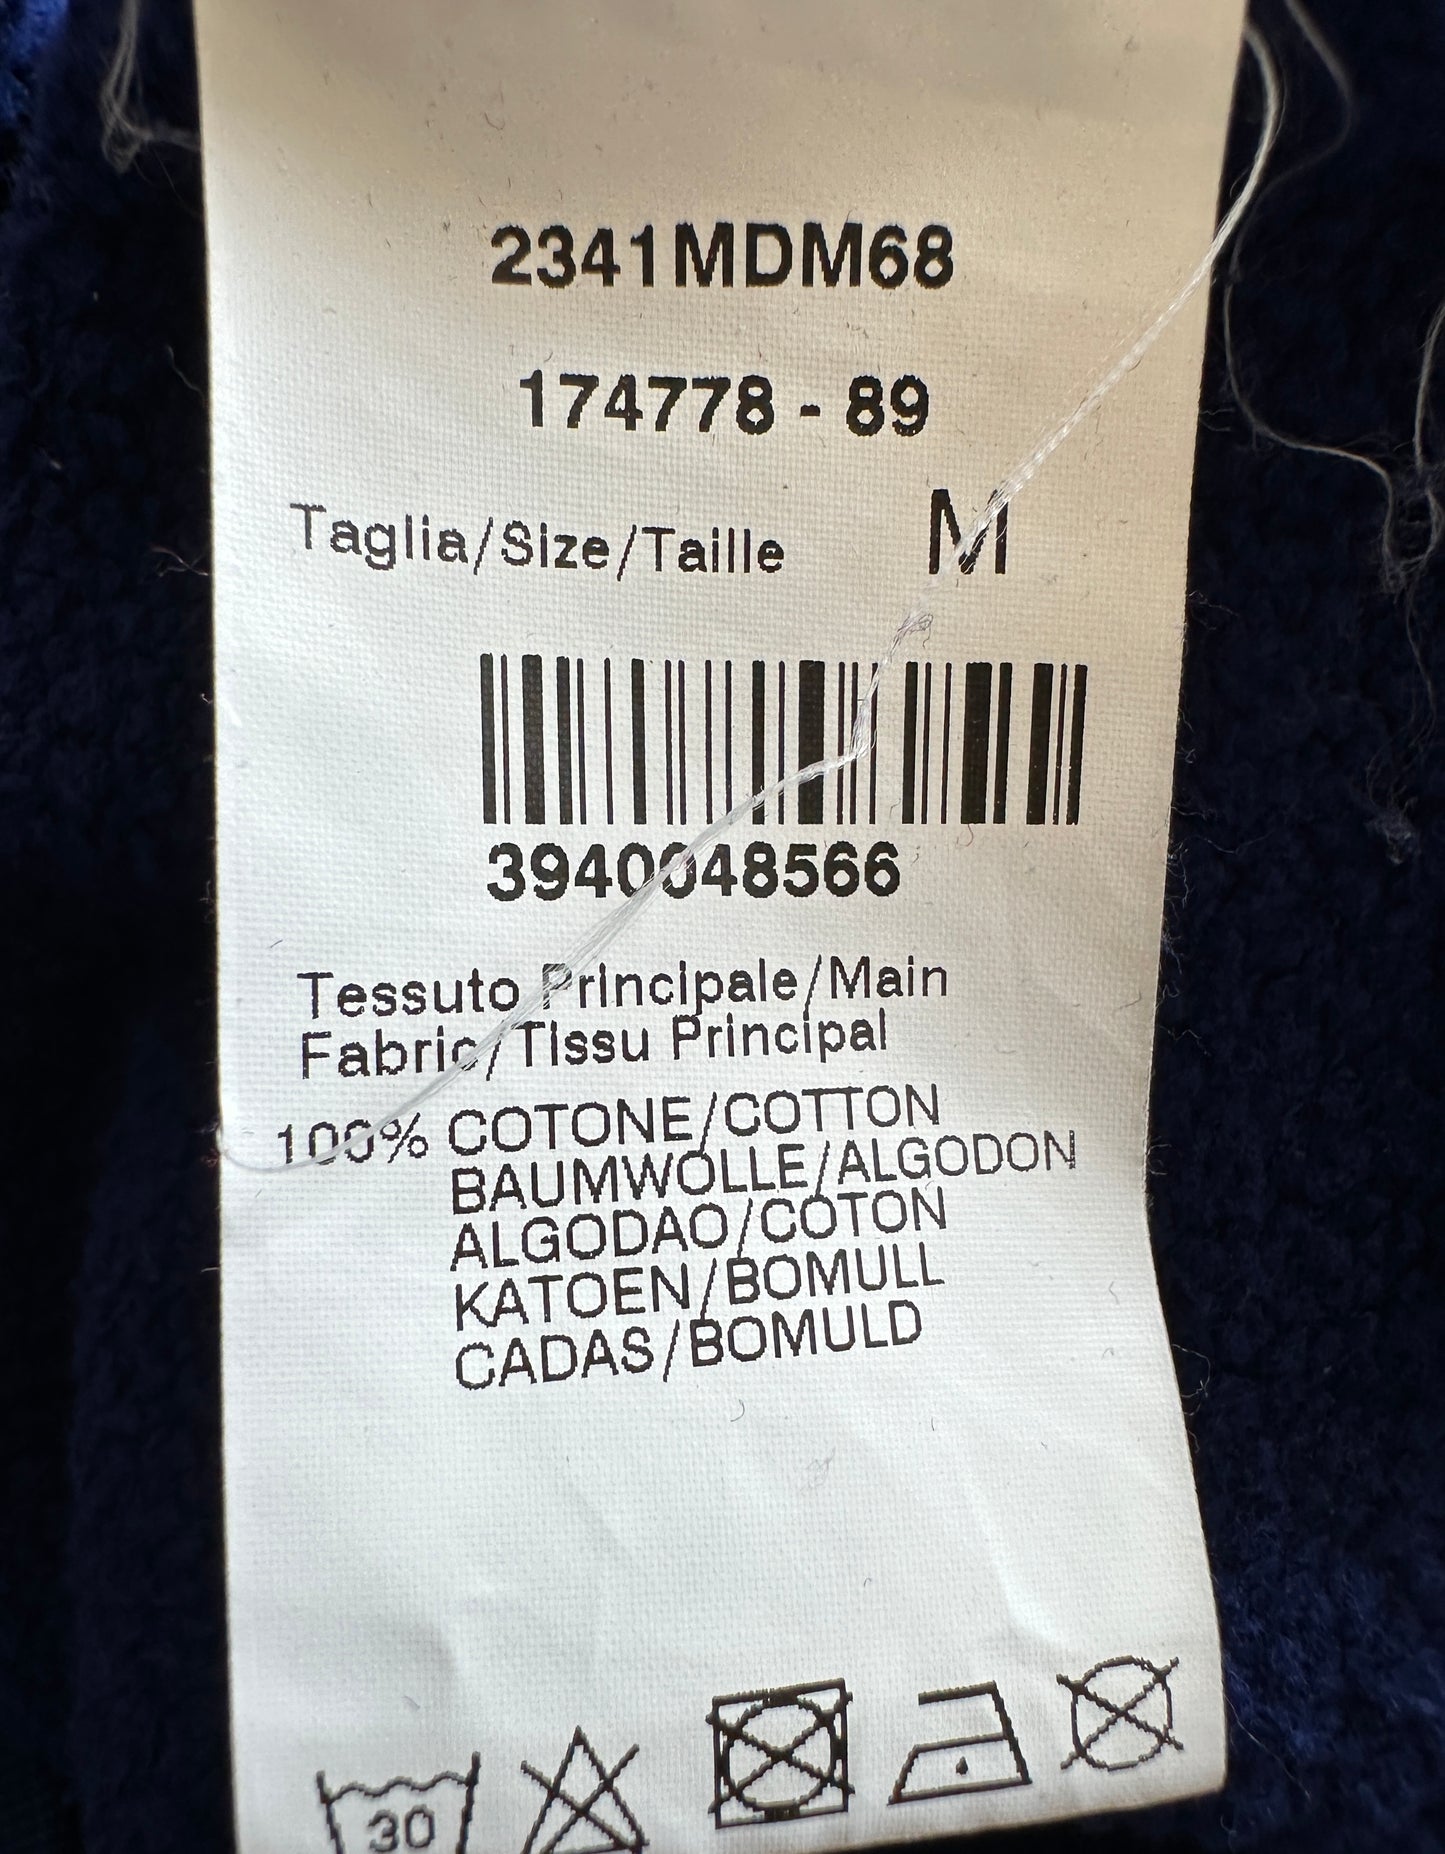 2341MDM68
174778 - 89
Taglia/Size/Taille M
3940048566
Tessuto Principale/Main
Fabric/Tissu Principal
100% COTONE/COTTON
BAUMWOLLE/ALGODON
ALGODAO/COTON
KATOEN/BOMULL
CADAS/BOMULD
30